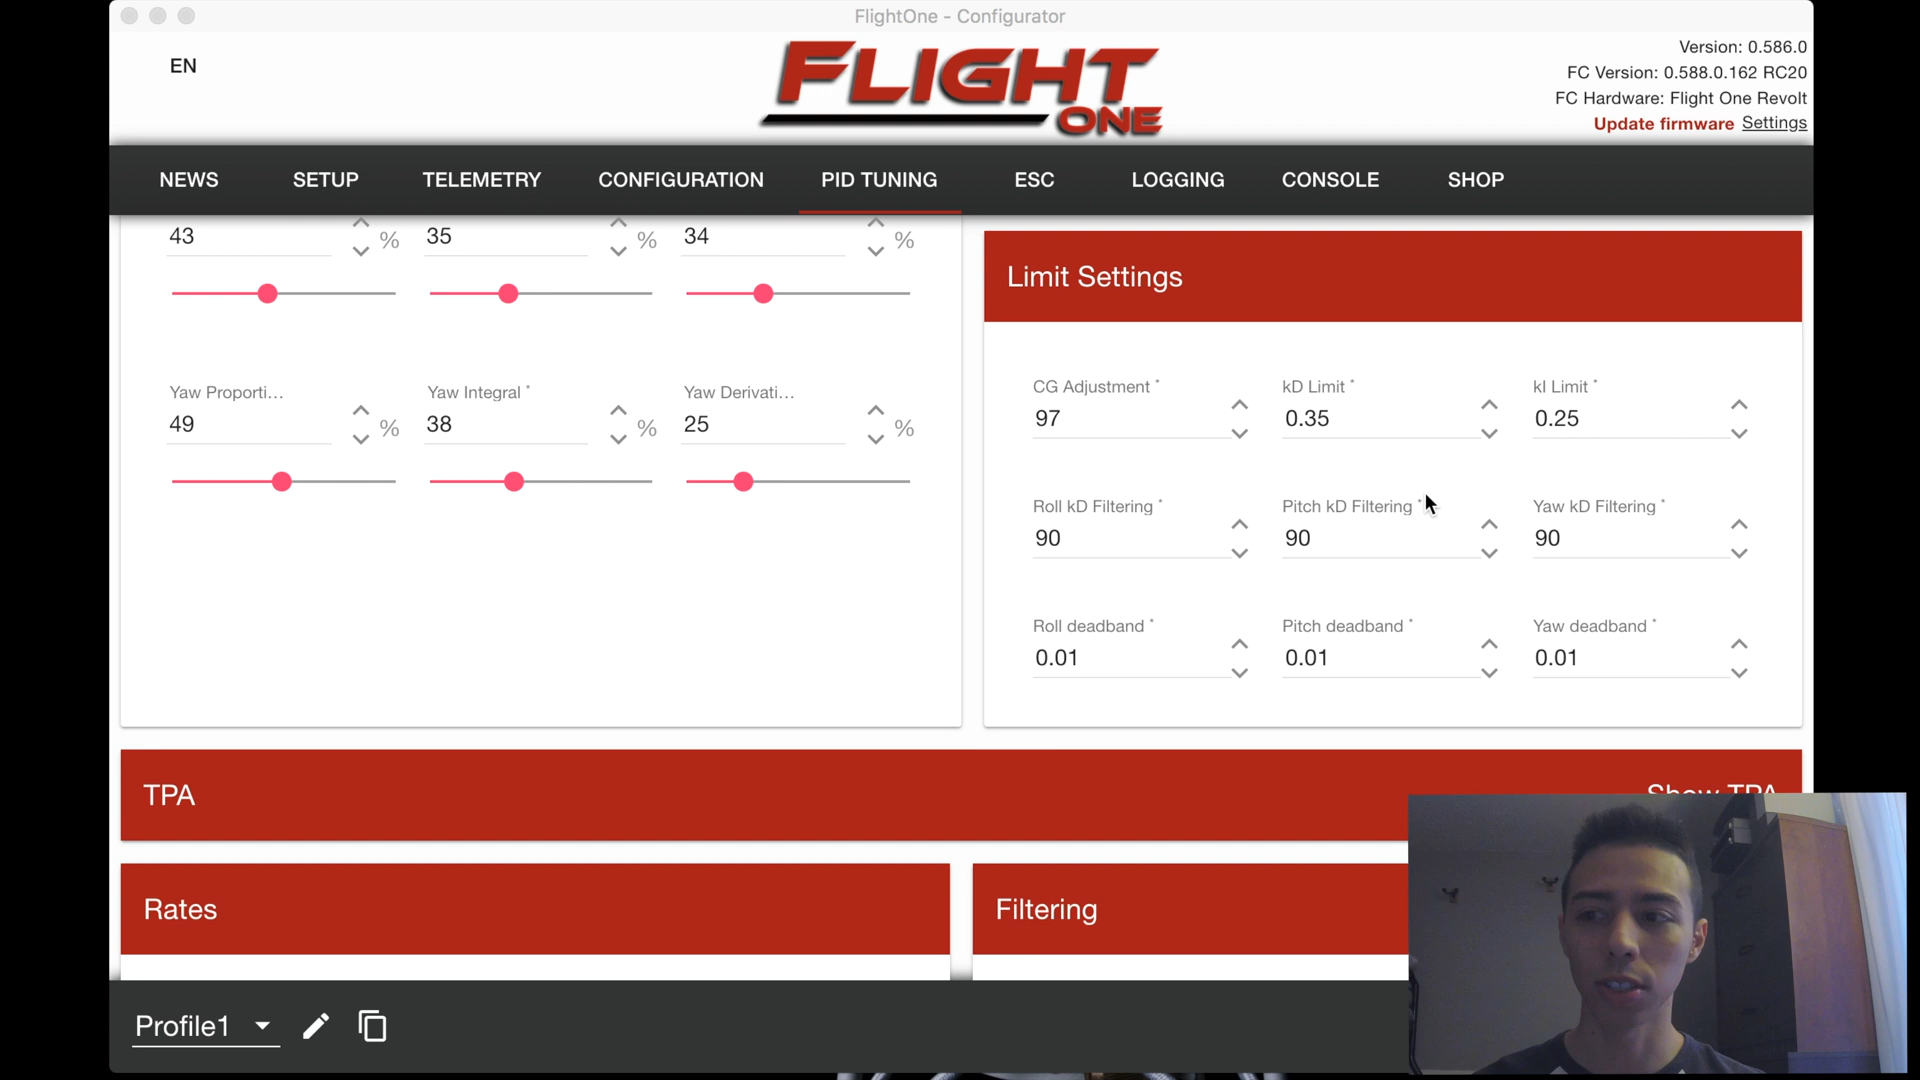 FlightOne - Configurator
EN
FLIGHT
ONE
Version: 0.586.0
FC Version: 0.588.0.162 RC20
FC Hardware: Flight One Revolt
Update firmware Settings
NEWS SETUP TELEMETRY CONFIGURATION PID TUNING ESC LOGGING CONSOLE SHOP
43 % 35 % 34 %
Limit Settings
Yaw Proporti... Yaw Integral * Yaw Derivati...
49 % 38 % 25 %
CG Adjustment * kD Limit * kI Limit *
97 0.35 0.25
Roll kD Filtering * Pitch kD Filtering * Yaw kD Filtering *
90 90 90
Roll deadband * Pitch deadband * Yaw deadband *
0.01 0.01 0.01
TPA Show TPA
Rates Filtering
Profile1